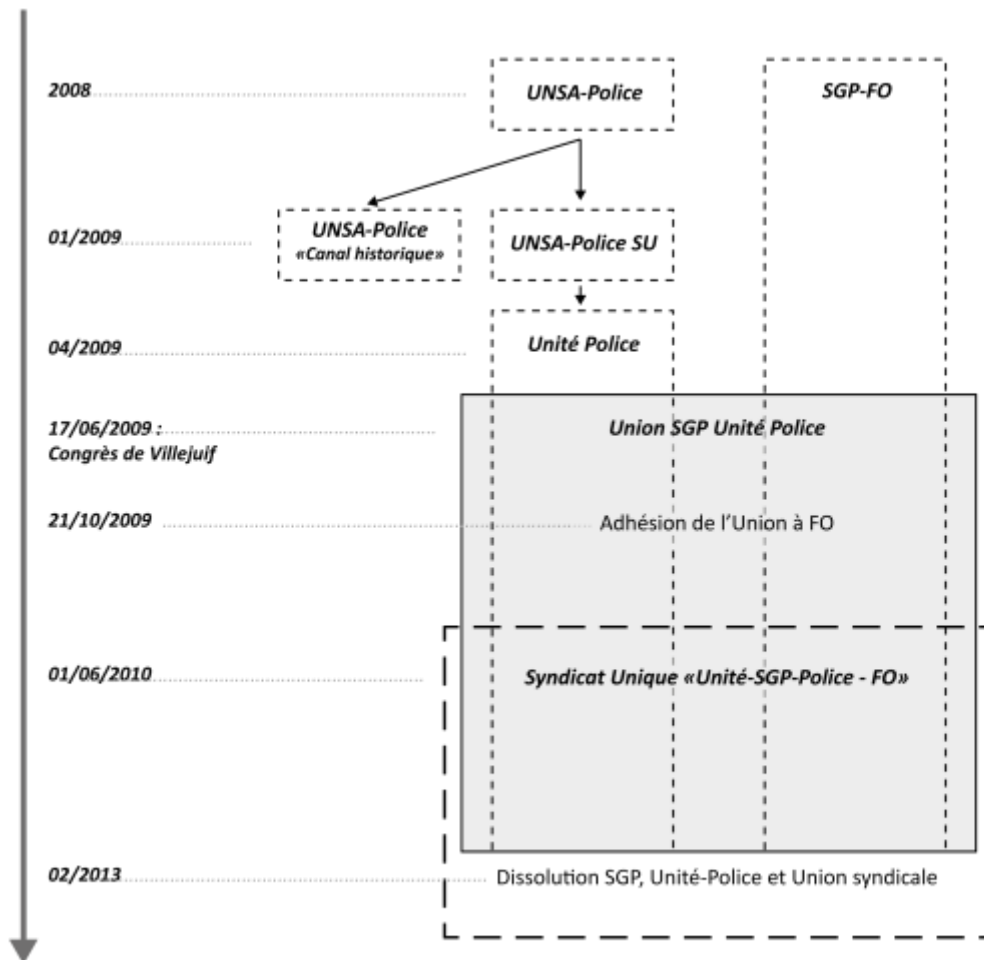 2008
UNSA-Police
SGP-FO
01/2009
UNSA-Police
«Canal historique»
UNSA-Police SU
04/2009
Unité Police
17/06/2009 :
Congrès de Villejuif
Union SGP Unité Police
21/10/2009
Adhésion de l’Union à FO
01/06/2010
Syndicat Unique «Unité-SGP-Police - FO»
02/2013
Dissolution SGP, Unité-Police et Union syndicale